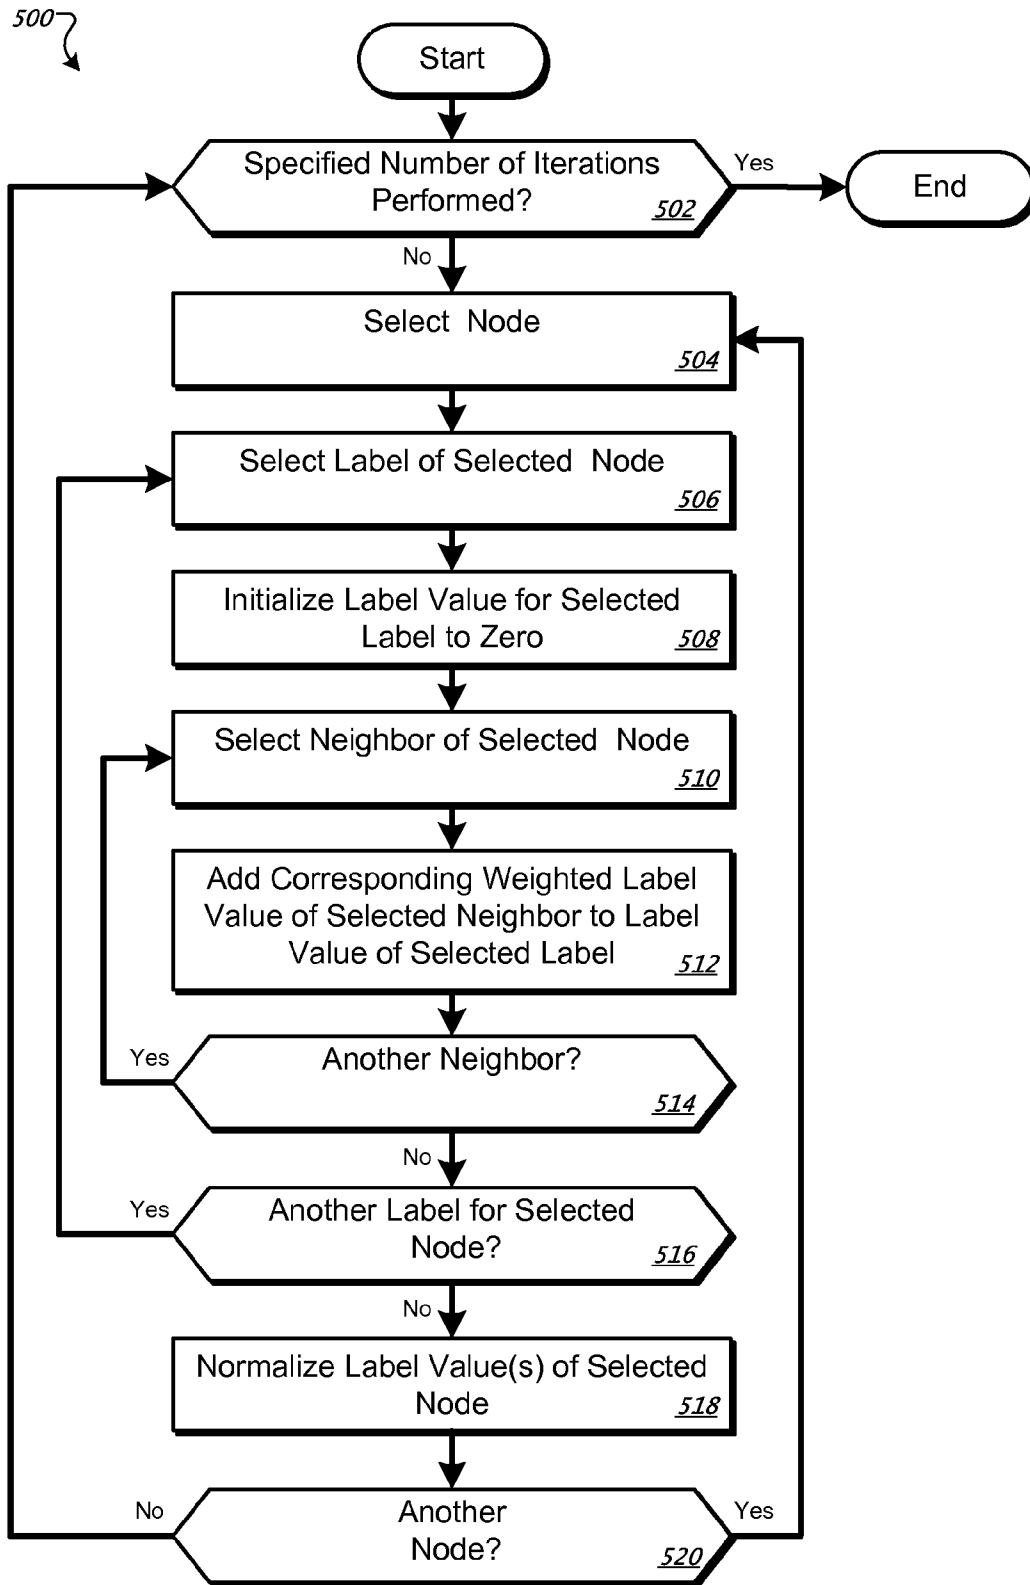 500
Start
Specified Number of Iterations
Performed?
502
Yes
End
No
Select Node
504
Select Label of Selected Node
506
Initialize Label Value for Selected
Label to Zero
508
Select Neighbor of Selected Node
510
Add Corresponding Weighted Label
Value of Selected Neighbor to Label
Value of Selected Label
512
Yes
Another Neighbor?
514
No
Yes
Another Label for Selected
Node?
516
No
Normalize Label Value(s) of Selected
Node
518
No
Another
Node?
520
Yes